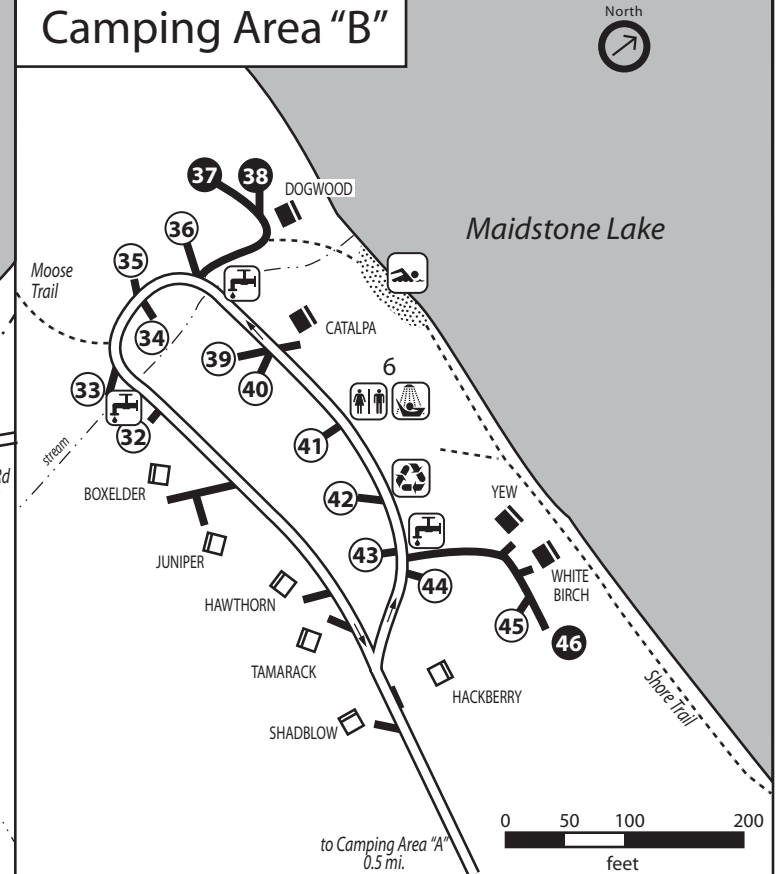 Camping Area "B"
North
37
38
DOGWOOD
36
Maidstone Lake
35
Moose
Trail
34
CATALPA
39
40
6
33
32
41
stream
BOXELDER
42
YEW
JUNIPER
43
44
WHITE
BIRCH
HAWTHORN
45
46
TAMARACK
HACKBERRY
Shore Trail
SHADBLOW
to Camping Area "A"
0.5 mi.
0 50 100 200
feet